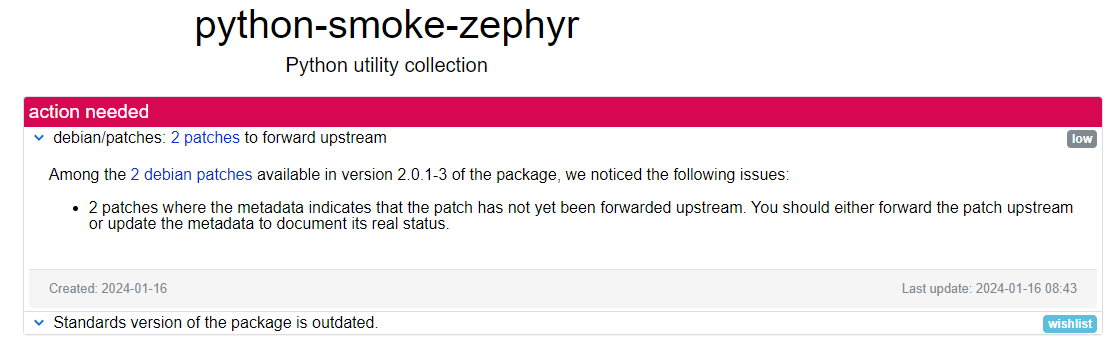 python-smoke-zephyr
Python utility collection
action needed
debian/patches: 2 patches to forward upstream
low
Among the 2 debian patches available in version 2.0.1-3 of the package, we noticed the following issues:
• 2 patches where the metadata indicates that the patch has not yet been forwarded upstream. You should either forward the patch upstream
or update the metadata to document its real status.
Created: 2024-01-16
Last update: 2024-01-16 08:43
Standards version of the package is outdated.
wishlist